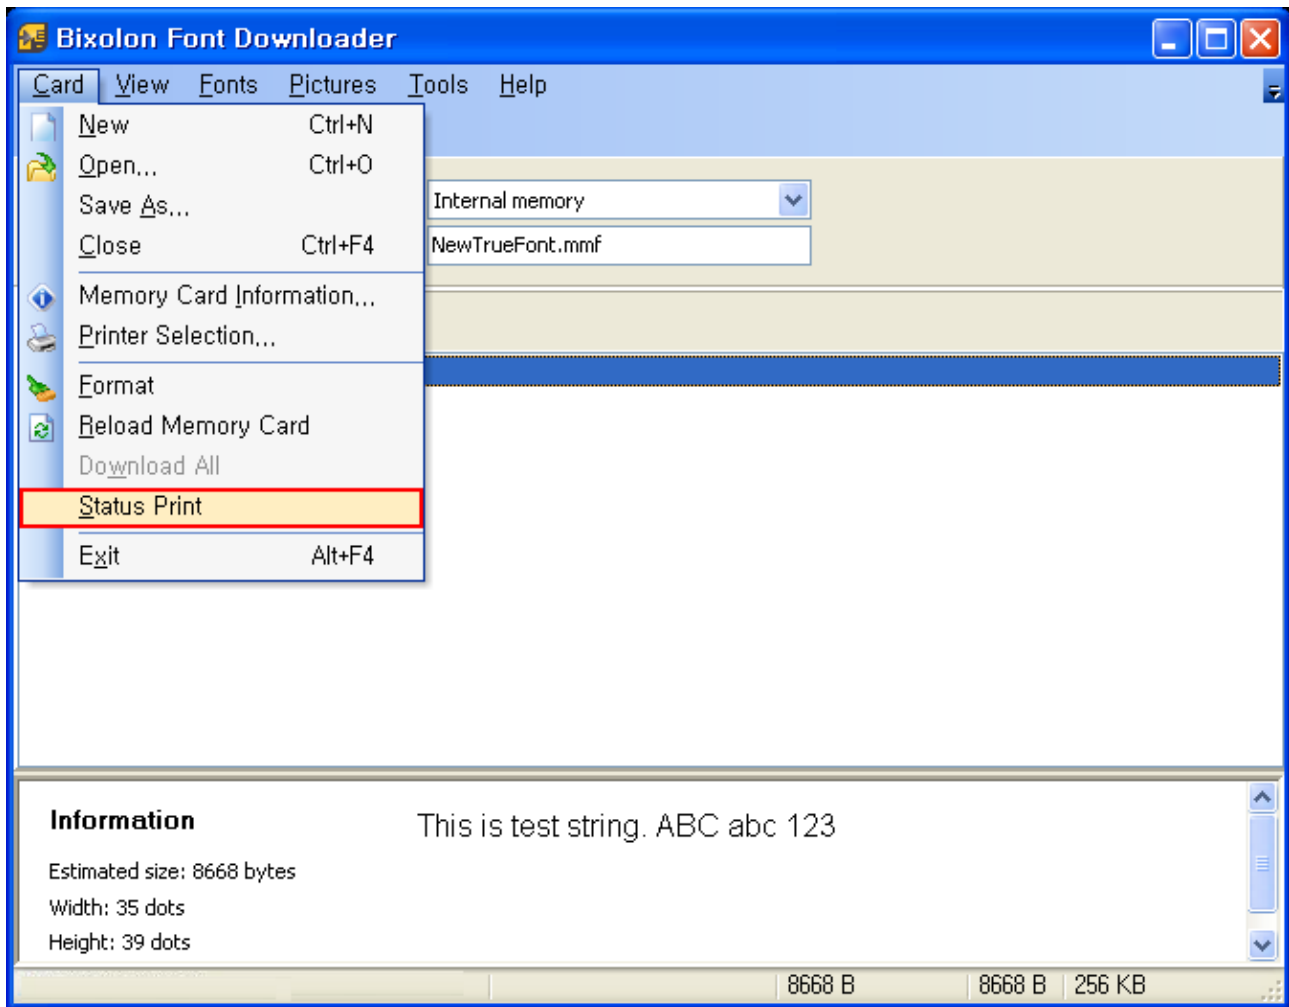 Bixolon Font Downloader
Card View Fonts Pictures Tools Help
New Ctrl+N
Open... Ctrl+O
Save As...
Close Ctrl+F4
Memory Card Information...
Printer Selection...
Format
Reload Memory Card
Download All
Status Print
Exit Alt+F4
Internal memory
NewTrueFont.mmf
Information
This is test string. ABC abc 123
Estimated size: 8668 bytes
Width: 35 dots
Height: 39 dots
8668 B 8668 B 256 KB